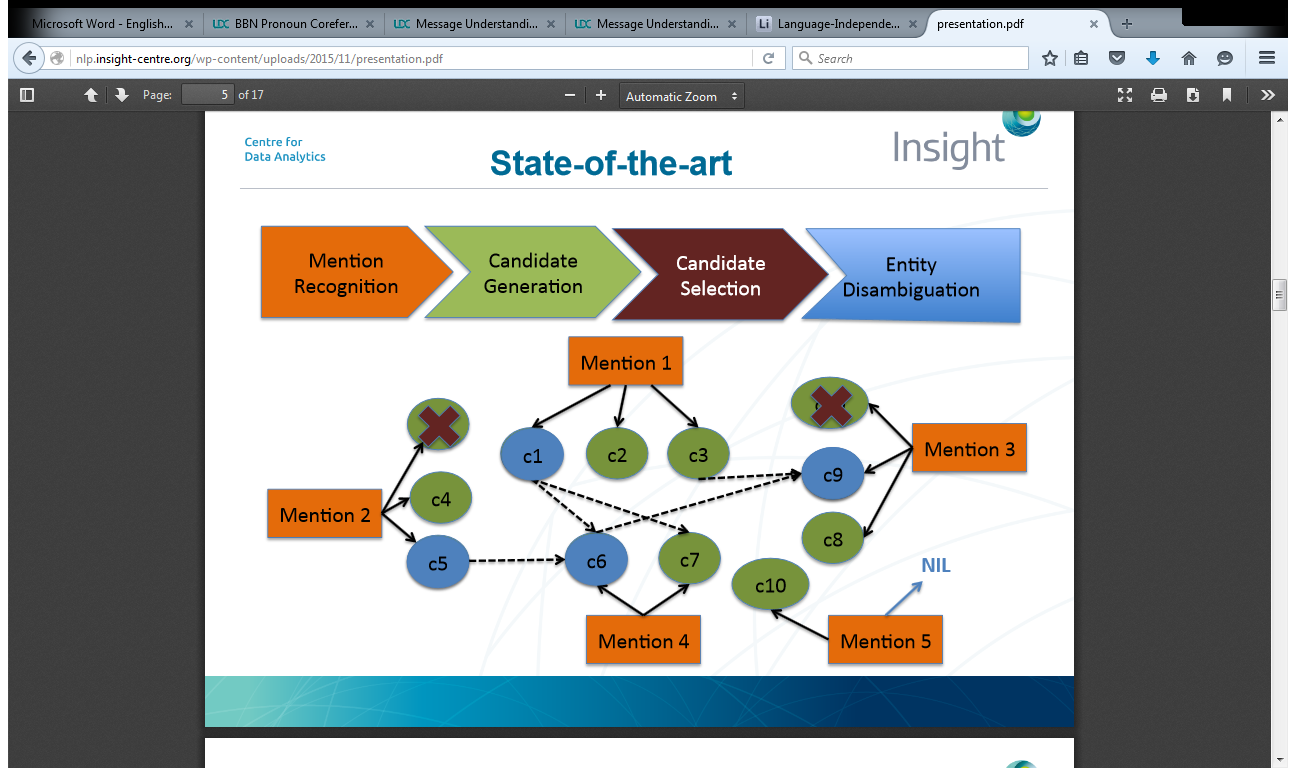 Microsoft Word - English...
BBN Pronoun Corefer...
Message Understandi...
Message Understandi...
Language-Independe...
presentation.pdf
nlp.insight-centre.org/wp-content/uploads/2015/11/presentation.pdf
Search
Page: 5 of 17
Automatic Zoom
Centre for
Data Analytics
Insight
State-of-the-art
Mention
Recognition
Candidate
Generation
Candidate
Selection
Entity
Disambiguation
Mention 1
c1
c2
c3
Mention 2
c4
c5
Mention 3
c9
c8
c6
c7
Mention 4
c10
Mention 5
NIL